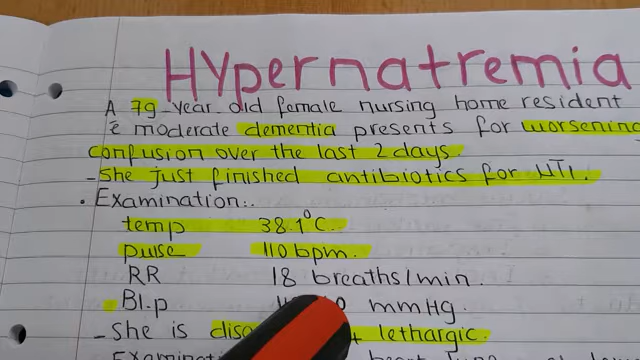 Hypernatremia
A 79-year old female nursing home resident
c̄ moderate dementia presents for worsening
confusion over the last 2 days.
- She just finished antibiotics for UTI.
• Examination:
temp 38.1°C.
pulse 110 bpm.
RR 18 breaths/min.
Bl.p mmHg.
- She is + lethargic.